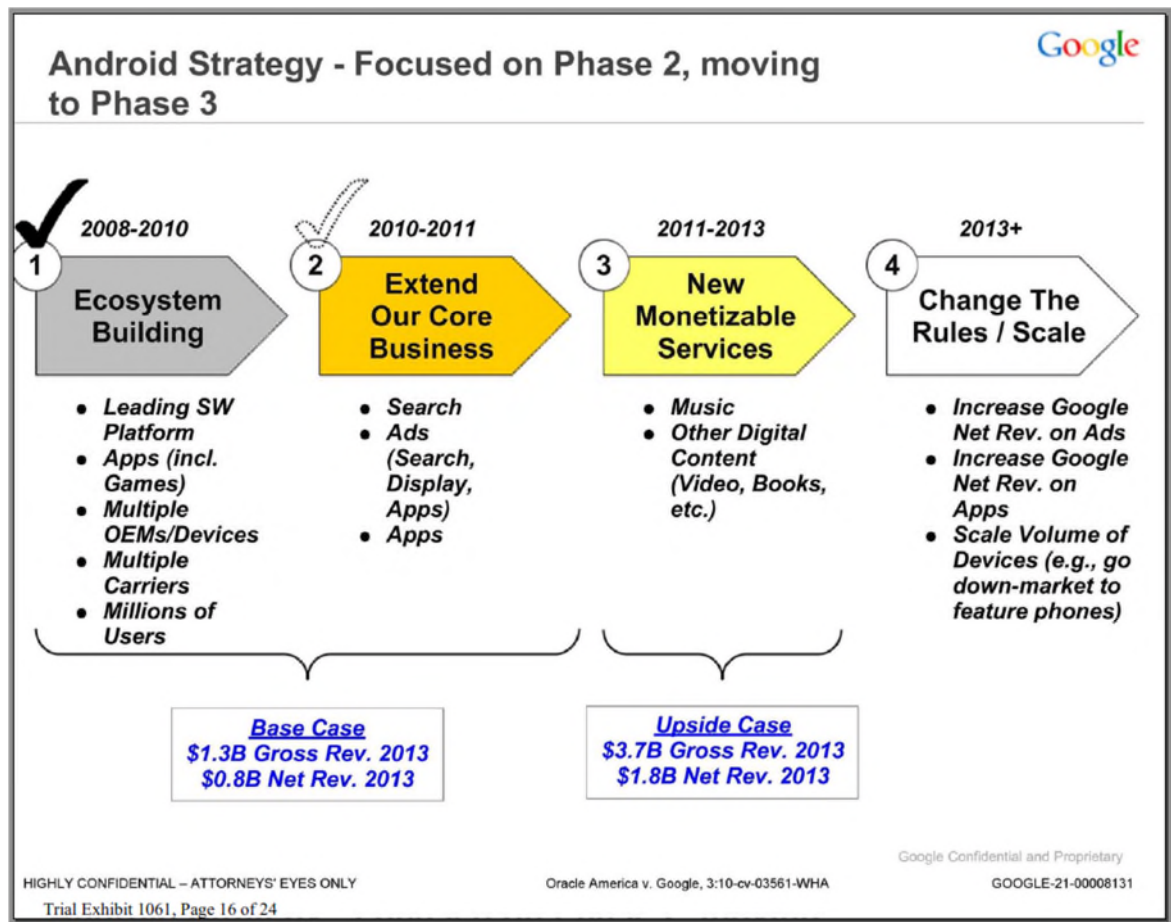 Google
Android Strategy - Focused on Phase 2, moving
to Phase 3
2008-2010
1
Ecosystem
Building
● Leading SW
Platform
● Apps (incl.
Games)
● Multiple
OEMs/Devices
● Multiple
Carriers
● Millions of
Users
2010-2011
2
Extend
Our Core
Business
● Search
● Ads
(Search,
Display,
Apps)
● Apps
2011-2013
3
New
Monetizable
Services
● Music
● Other Digital
Content
(Video, Books,
etc.)
2013+
4
Change The
Rules / Scale
● Increase Google
Net Rev. on Ads
● Increase Google
Net Rev. on
Apps
● Scale Volume of
Devices (e.g., go
down-market to
feature phones)
Base Case
$1.3B Gross Rev. 2013
$0.8B Net Rev. 2013
Upside Case
$3.7B Gross Rev. 2013
$1.8B Net Rev. 2013
Google Confidential and Proprietary
HIGHLY CONFIDENTIAL – ATTORNEYS' EYES ONLY
Oracle America v. Google, 3:10-cv-03561-WHA
GOOGLE-21-00008131
Trial Exhibit 1061, Page 16 of 24